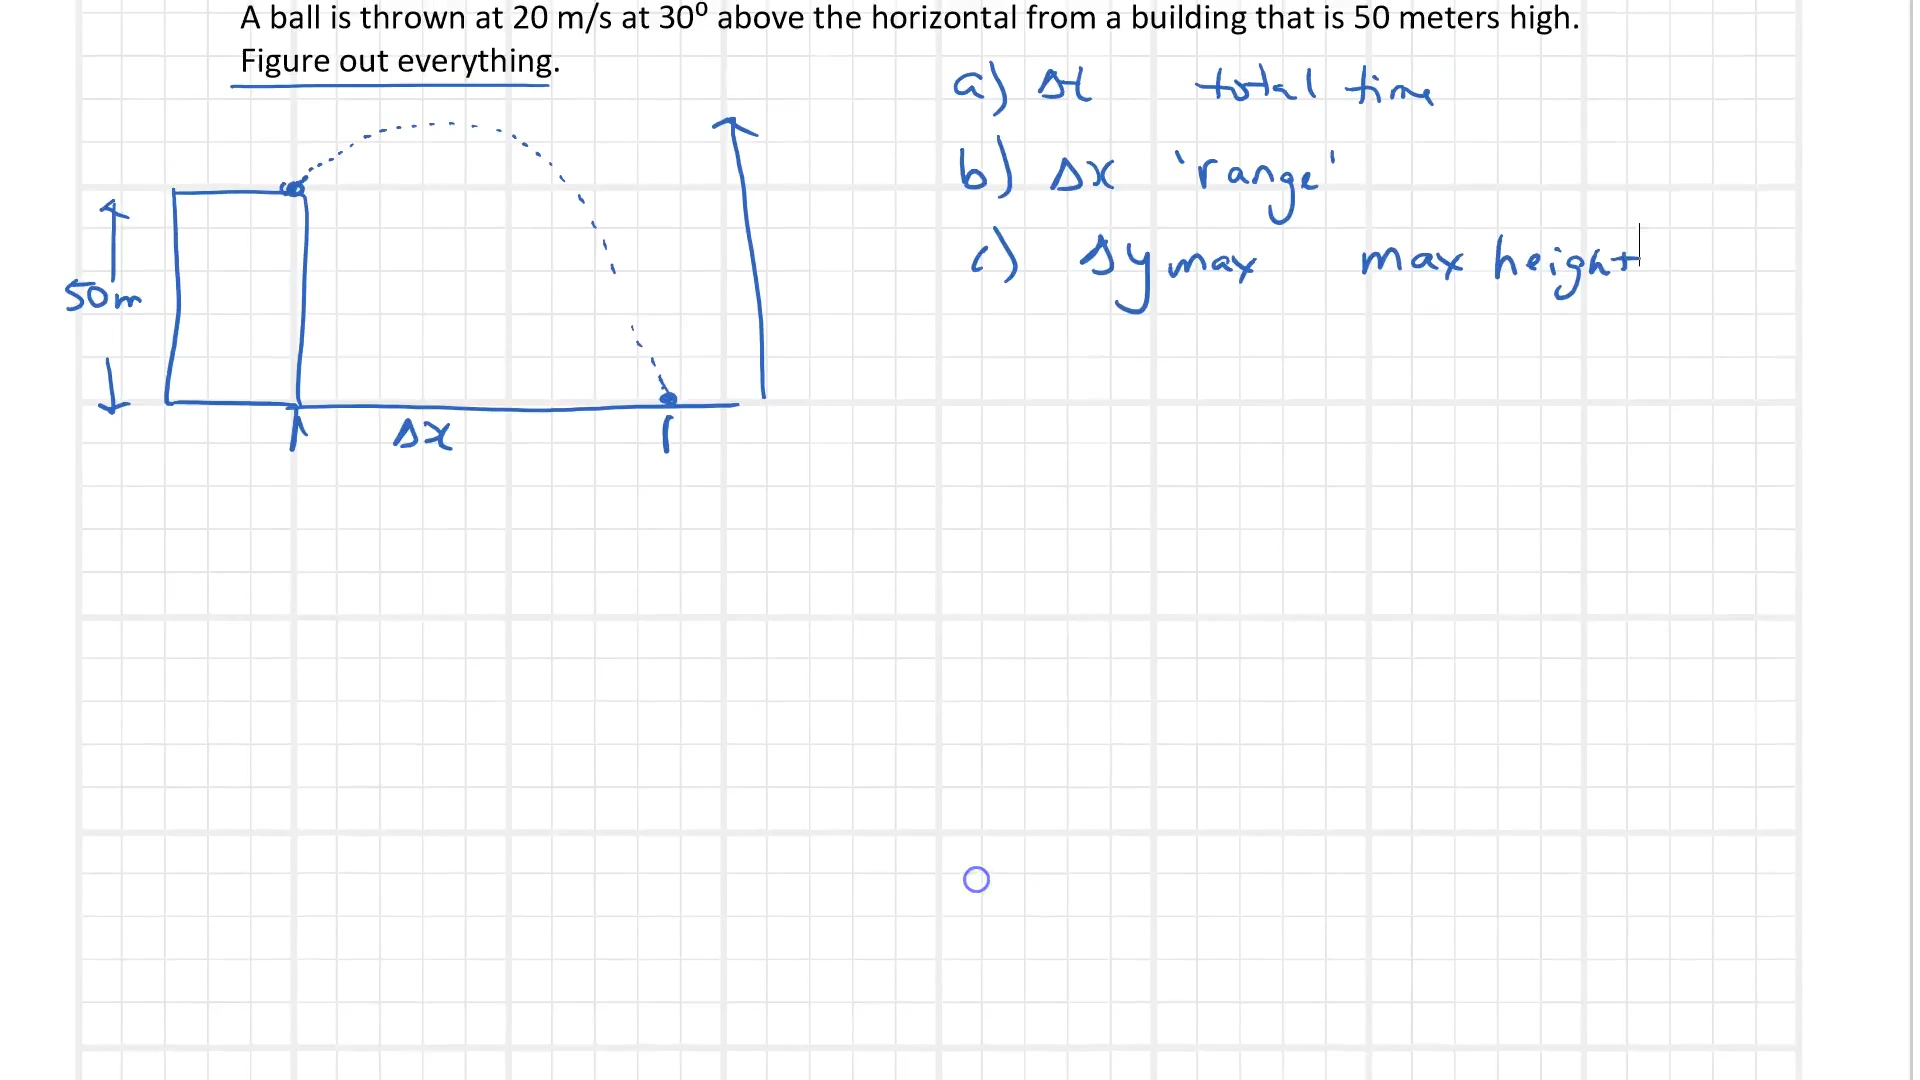 A ball is thrown at 20 m/s at 30⁰ above the horizontal from a building that is 50 meters high.
Figure out everything.
a) Δt total time
b) Δx 'range'
c) Δy max max height
50m
Δx